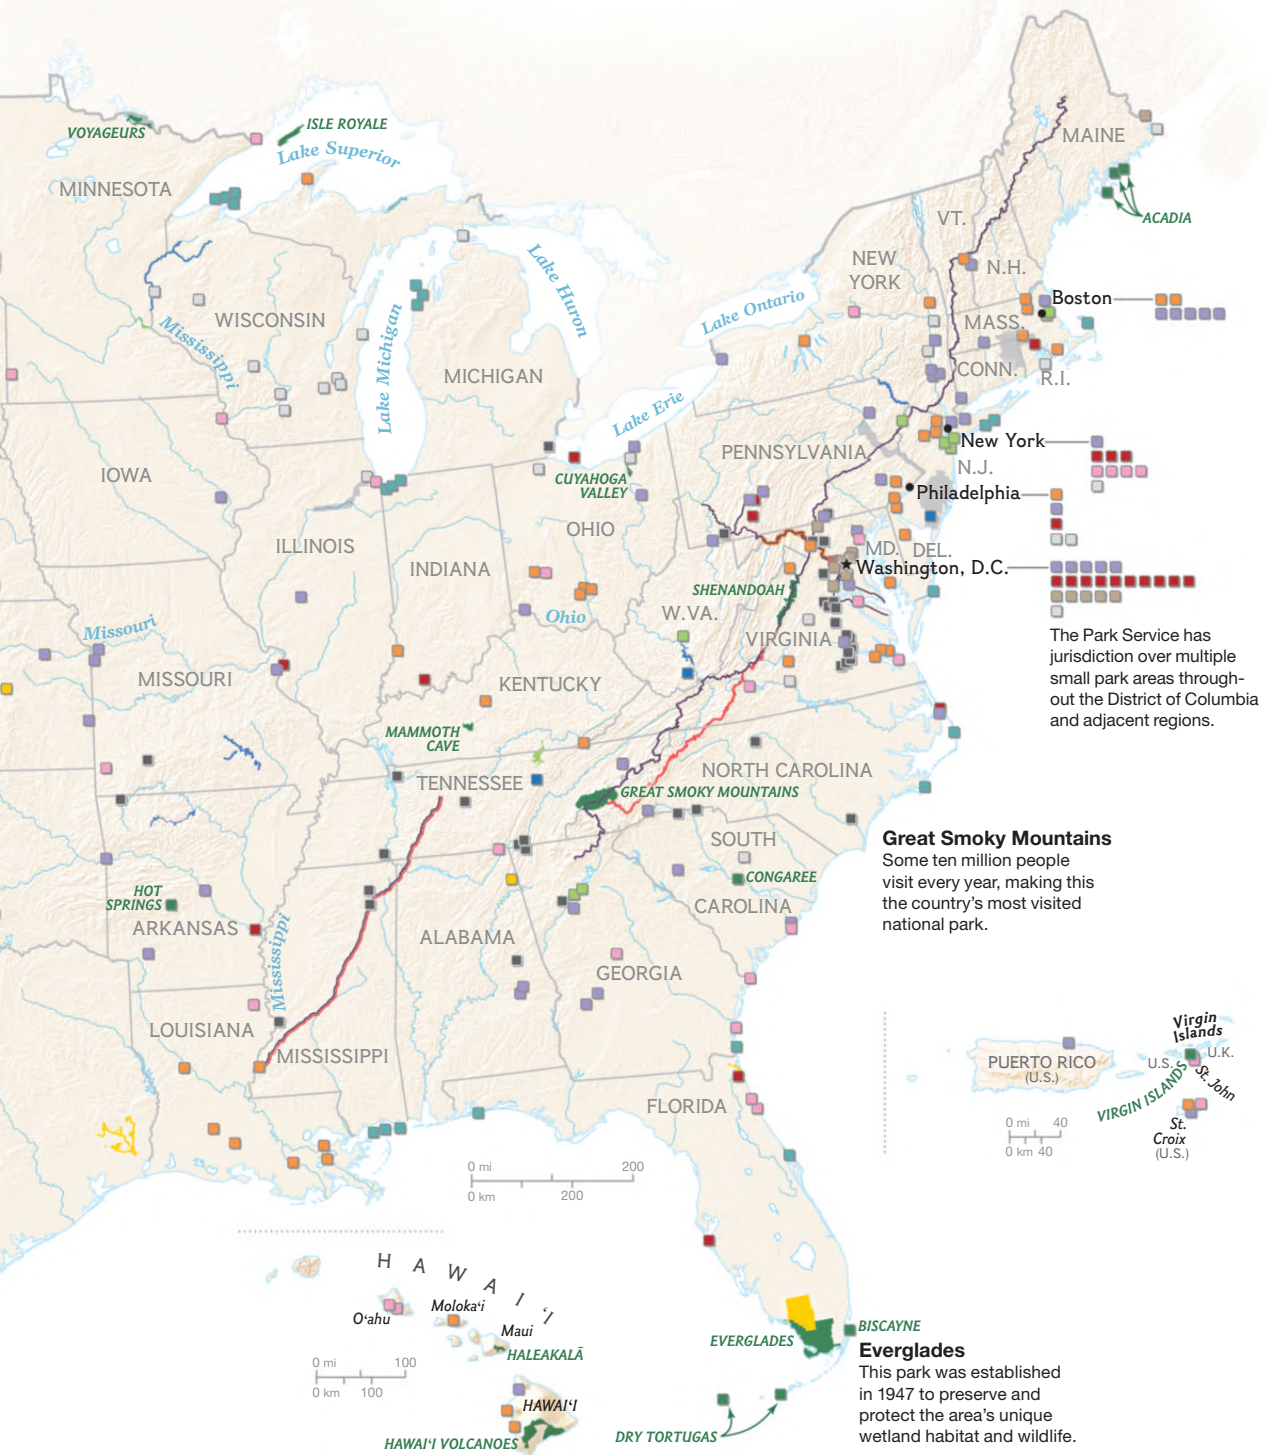 VOYAGEURS
ISLE ROYALE
Lake Superior
MAINE
MINNESOTA
ACADIA
VT.
NEW
YORK
N.H.
Lake Huron
Lake Ontario
Boston
WISCONSIN
Mississippi
Lake Michigan
MASS.
MICHIGAN
CONN.
R.I.
Lake Erie
New York
PENNSYLVANIA
N.J.
IOWA
CUYAHOGA
VALLEY
Philadelphia
OHIO
ILLINOIS
INDIANA
MD.
DEL.
Washington, D.C.
SHENANDOAH
Ohio
W.VA.
Missouri
VIRGINIA
The Park Service has
jurisdiction over multiple
small park areas through-
out the District of Columbia
and adjacent regions.
MISSOURI
KENTUCKY
MAMMOTH
CAVE
TENNESSEE
NORTH CAROLINA
GREAT SMOKY MOUNTAINS
SOUTH
CAROLINA
Great Smoky Mountains
Some ten million people
visit every year, making this
the country's most visited
national park.
CONGAREE
HOT
SPRINGS
ARKANSAS
Mississippi
ALABAMA
GEORGIA
LOUISIANA
MISSISSIPPI
Virgin
Islands
U.K.
U.S.
PUERTO RICO
(U.S.)
St. John
VIRGIN ISLANDS
0 mi 40
0 km 40
St.
Croix
(U.S.)
FLORIDA
0 mi 200
0 km 200
HAWAIʻI
Oʻahu
Molokaʻi
Maui
HALEAKALĀ
0 mi 100
0 km 100
HAWAIʻI
HAWAIʻI VOLCANOES
EVERGLADES
BISCAYNE
Everglades
This park was established
in 1947 to preserve and
protect the area's unique
wetland habitat and wildlife.
DRY TORTUGAS